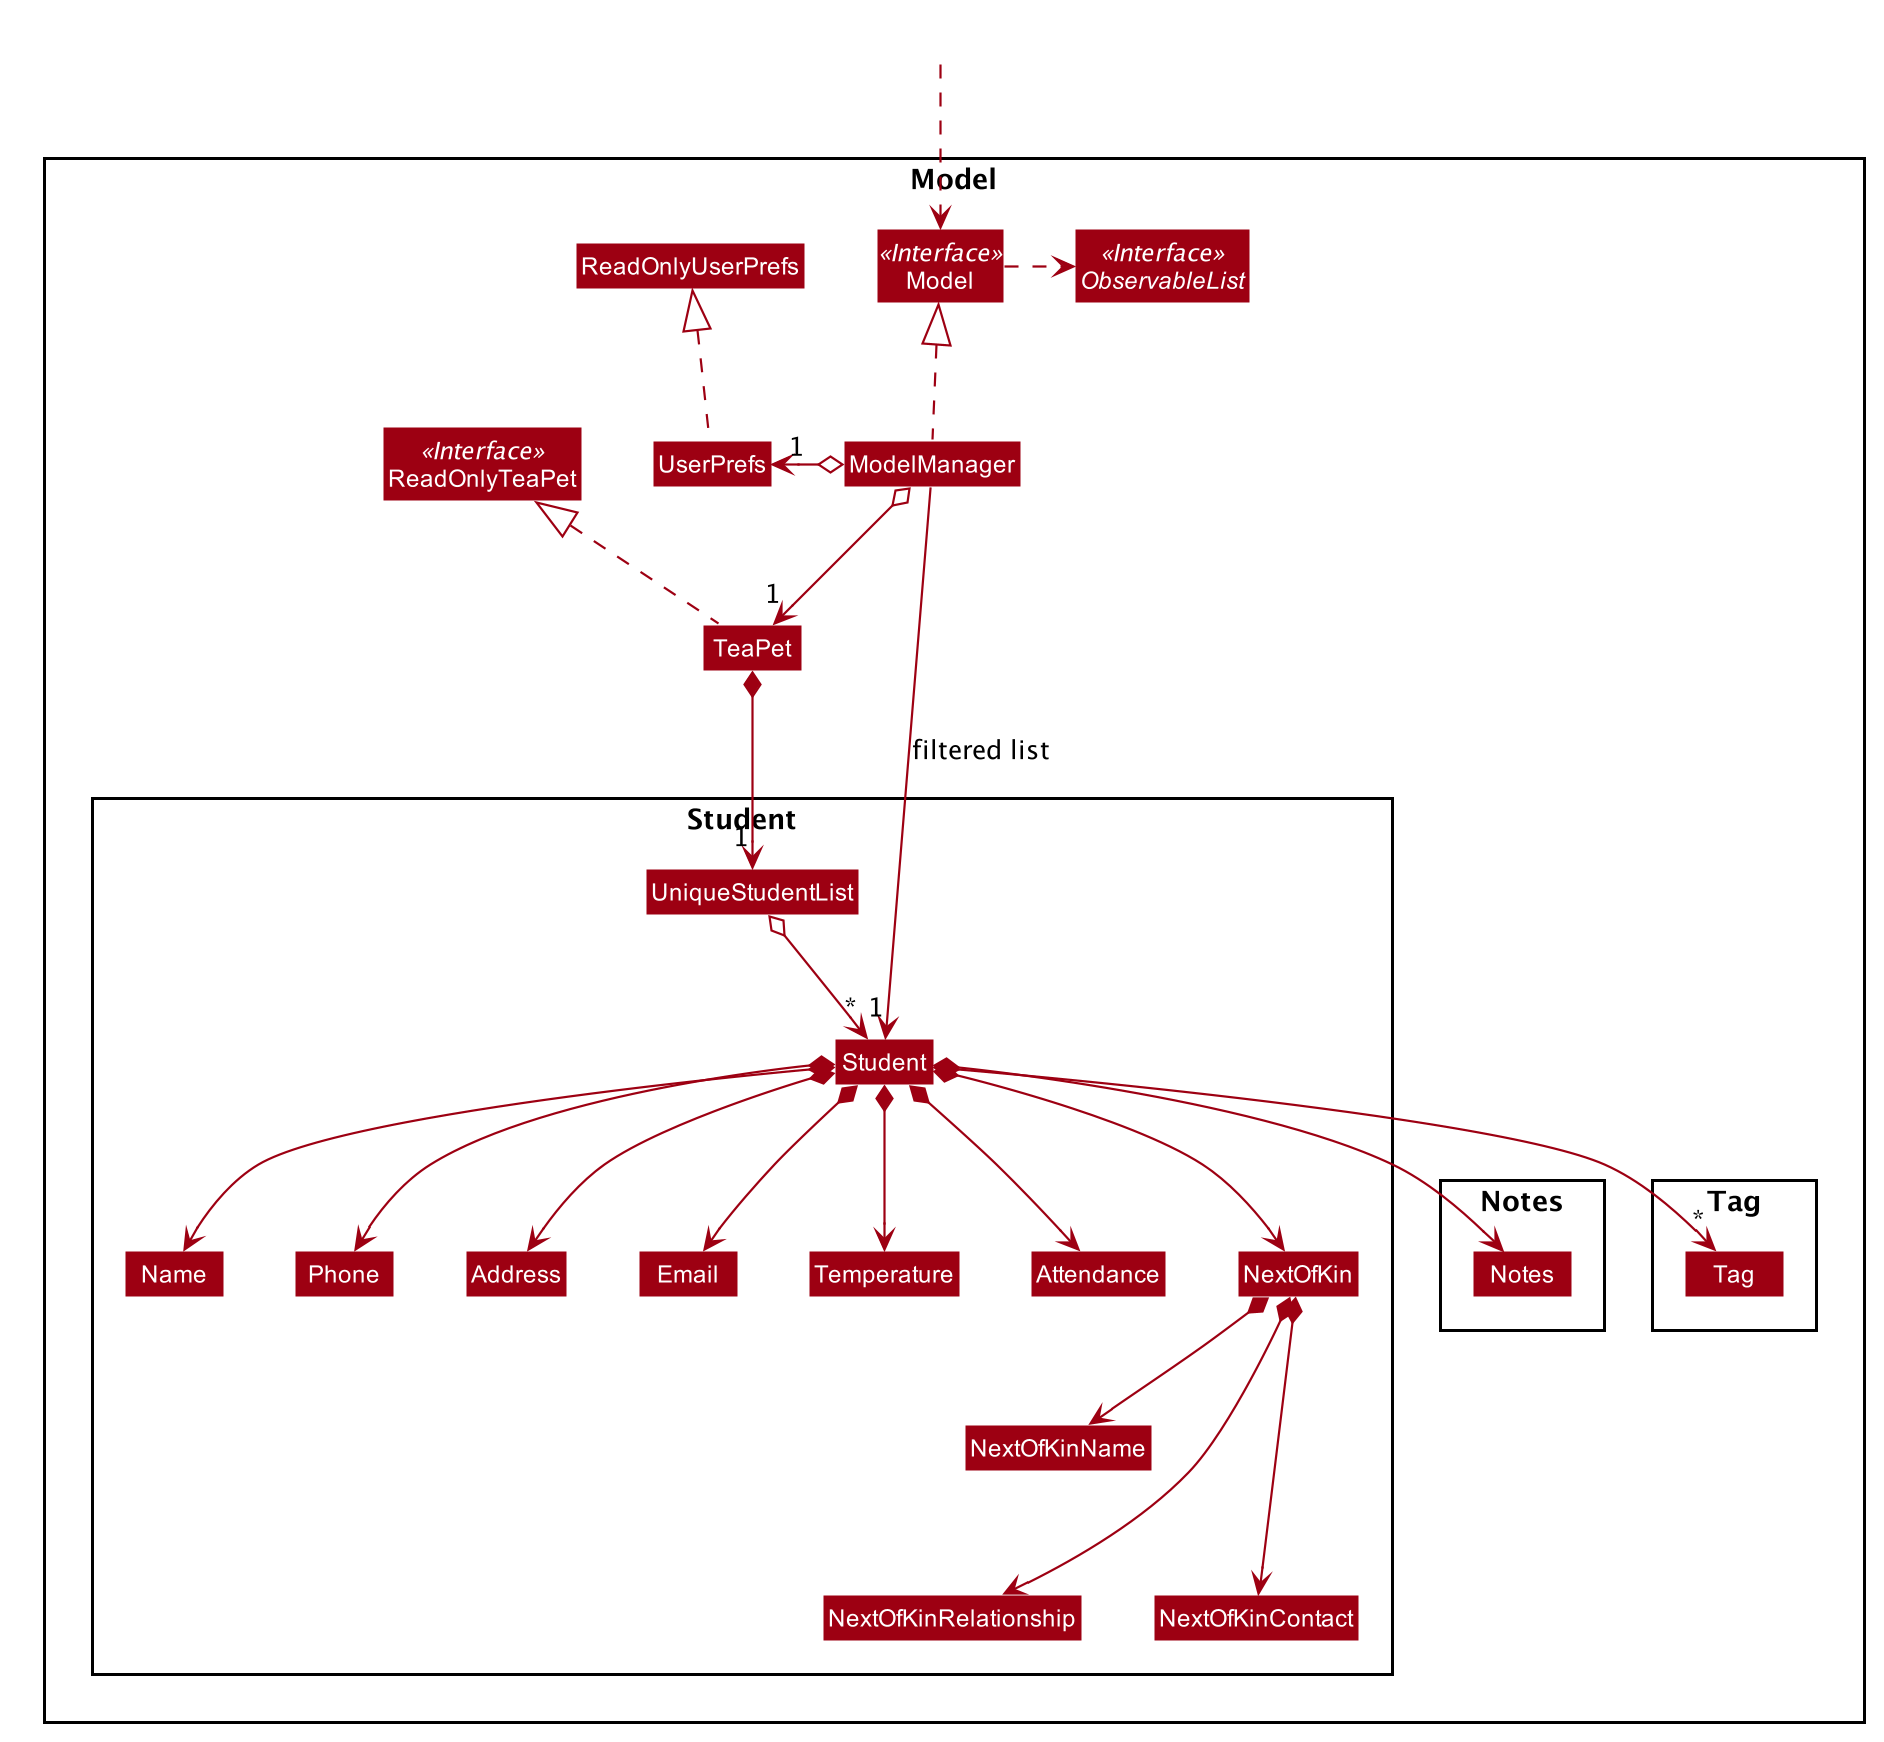 Model
ReadOnlyUserPrefs
«Interface»
Model
«Interface»
ObservableList
«Interface»
ReadOnlyTeaPet
UserPrefs
1
ModelManager
1
TeaPet
filtered list
Student
1
UniqueStudentList
*
1
Student
Notes
Tag
*
Name
Phone
Address
Email
Temperature
Attendance
NextOfKin
Notes
Tag
NextOfKinName
NextOfKinRelationship
NextOfKinContact